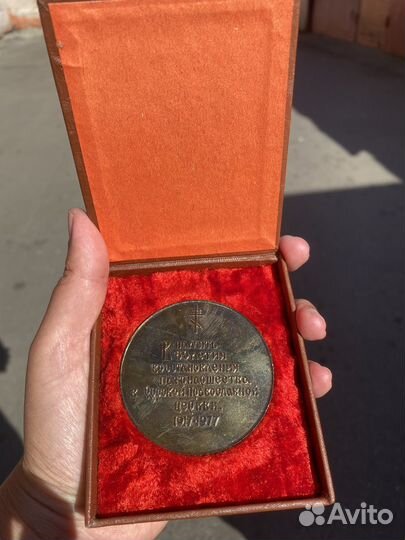 В память
60-летия
восстановления
патриаршества
в Русской Православной
церкви.
1917-1977
Avito